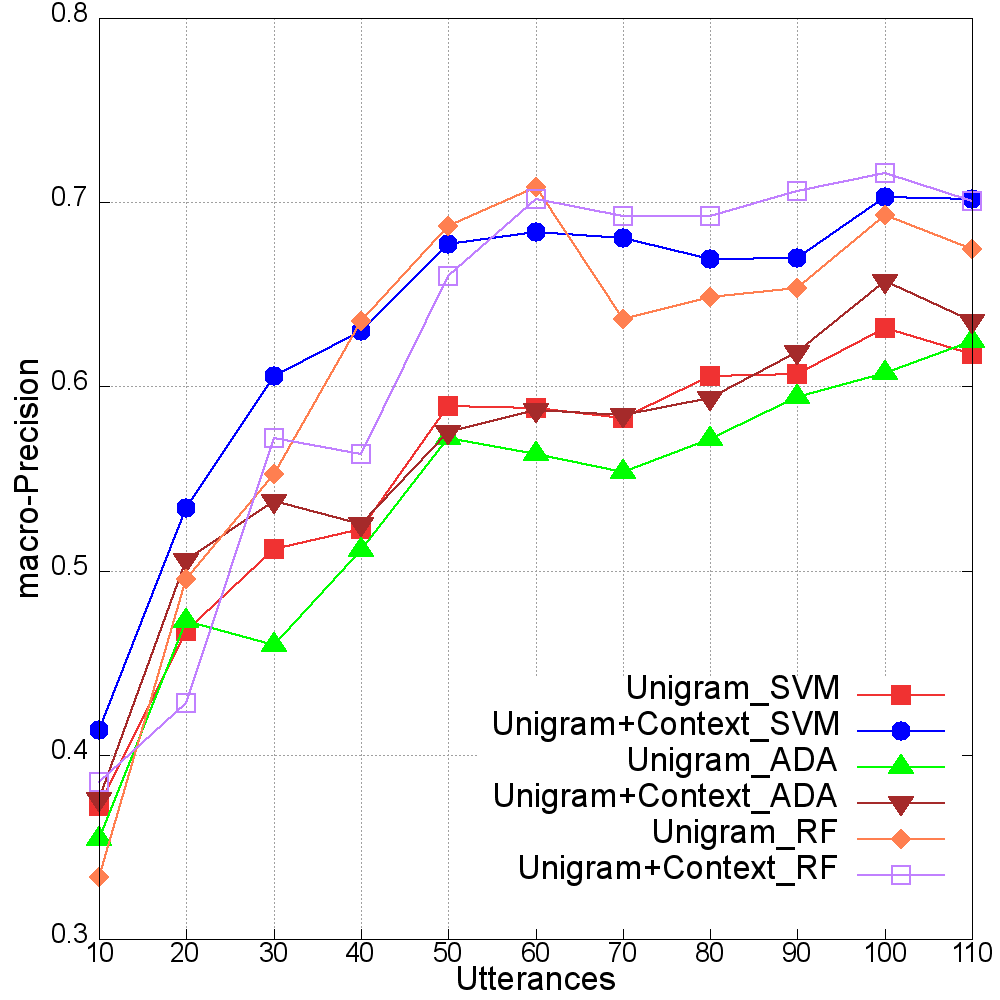 0.8
0.7
0.6
0.5
0.4
0.3
macro-Precision
Unigram_SVM
Unigram+Context_SVM
Unigram_ADA
Unigram+Context_ADA
Unigram_RF
Unigram+Context_RF
10 20 30 40 50 60 70 80 90 100 110
Utterances